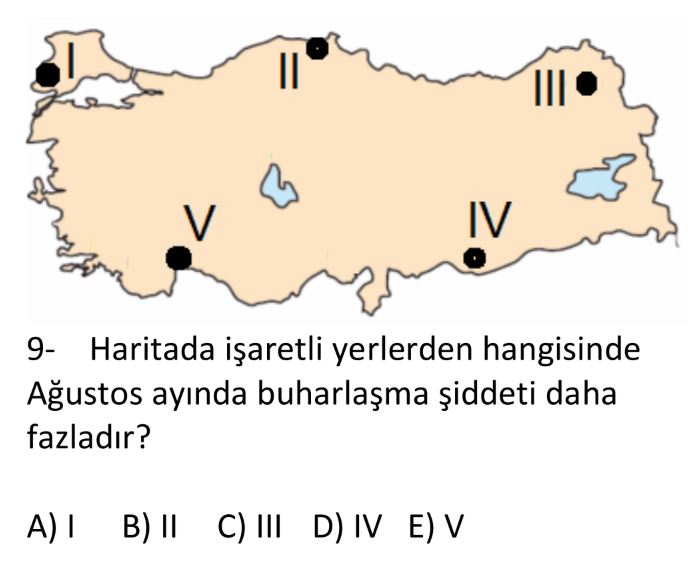 I
II
III
V
IV
9- Haritada işaretli yerlerden hangisinde
Ağustos ayında buharlaşma şiddeti daha
fazladır?
A) I B) II C) III D) IV E) V